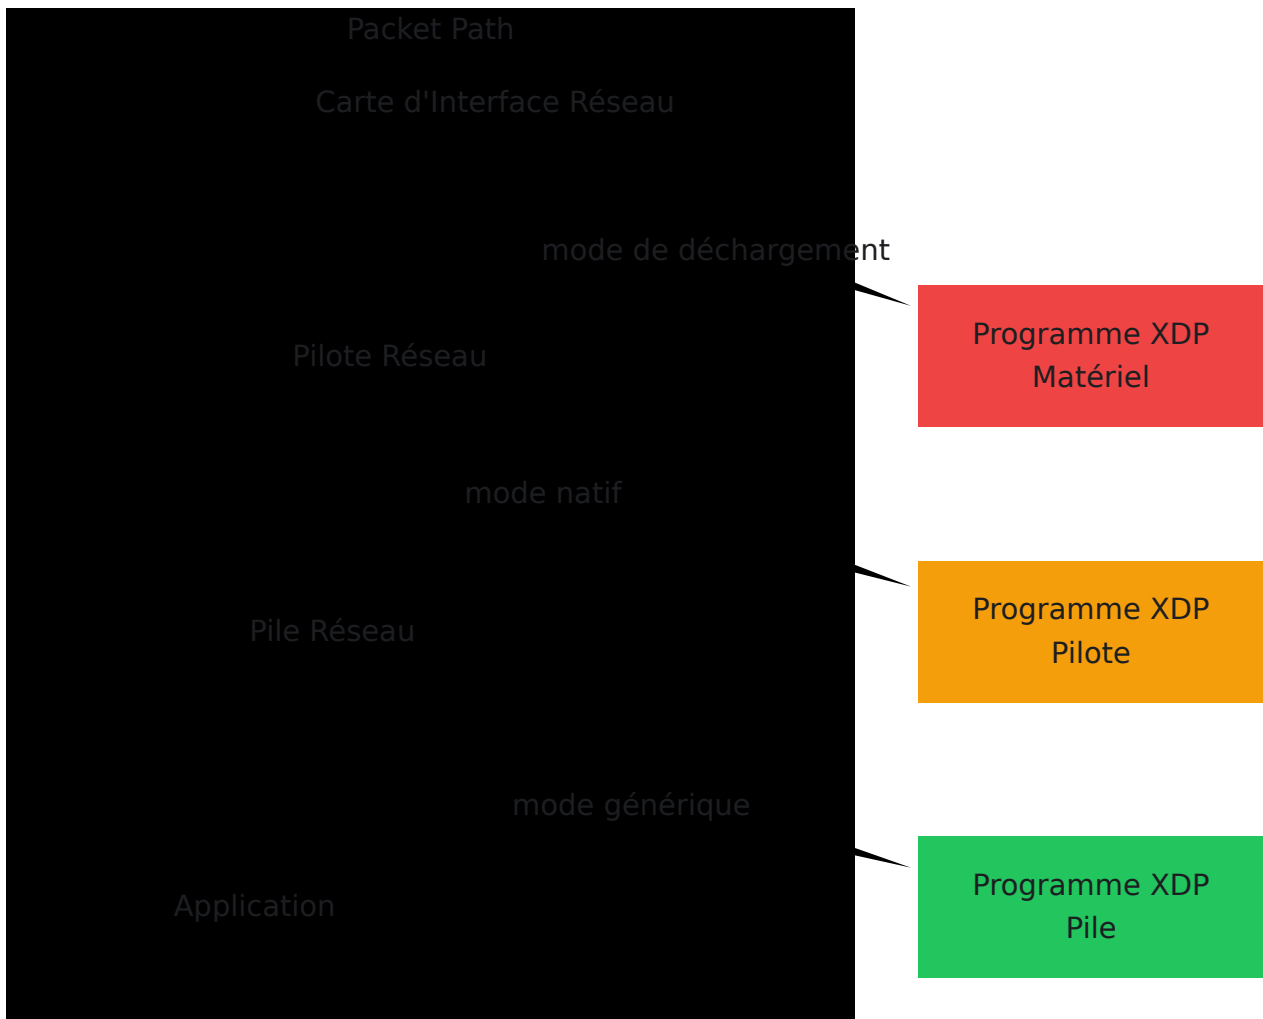 Packet Path
Carte d'Interface Réseau
mode de déchargement
Programme XDP
Matériel
Pilote Réseau
mode natif
Programme XDP
Pilote
Pile Réseau
mode générique
Programme XDP
Pile
Application